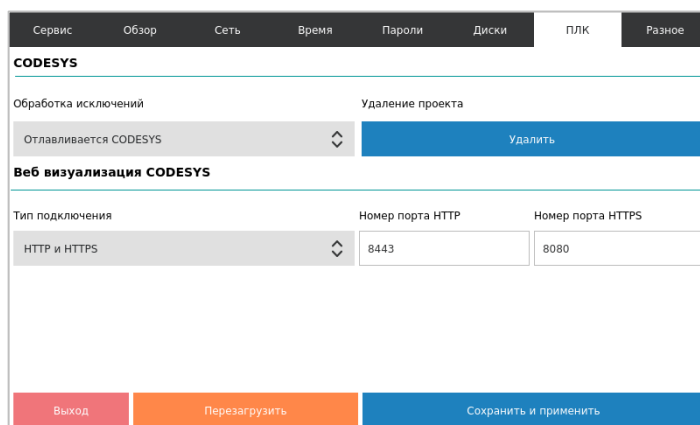 Сервис Обзор Сеть Время Пароли Диски ПЛК Разное
CODESYS
Обработка исключений Удаление проекта
Отлавливается CODESYS Удалить
Веб визуализация CODESYS
Тип подключения Номер порта HTTP Номер порта HTTPS
HTTP и HTTPS 8443 8080
Выход Перезагрузить Сохранить и применить